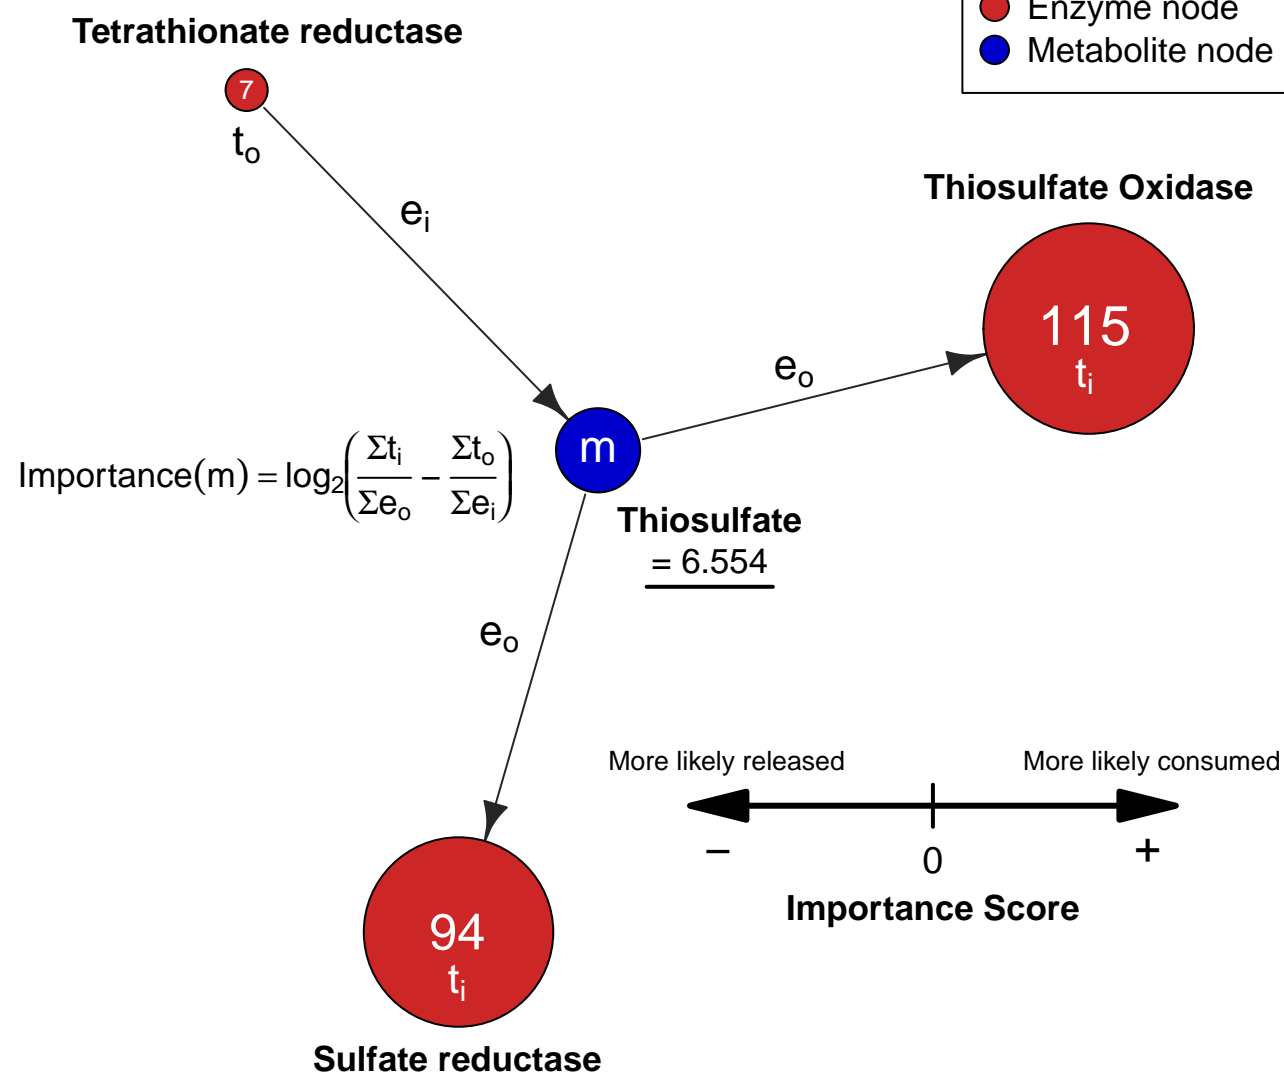 Enzyme node
Metabolite node
Tetrathionate reductase
7
t₀
eᵢ
Thiosulfate Oxidase
115
tᵢ
eₒ
m
Importance(m) = log₂(Σtᵢ/Σeₒ − Σtₒ/Σeᵢ)
Thiosulfate
= 6.554
eₒ
More likely released
More likely consumed
− 0 +
Importance Score
94
tᵢ
Sulfate reductase